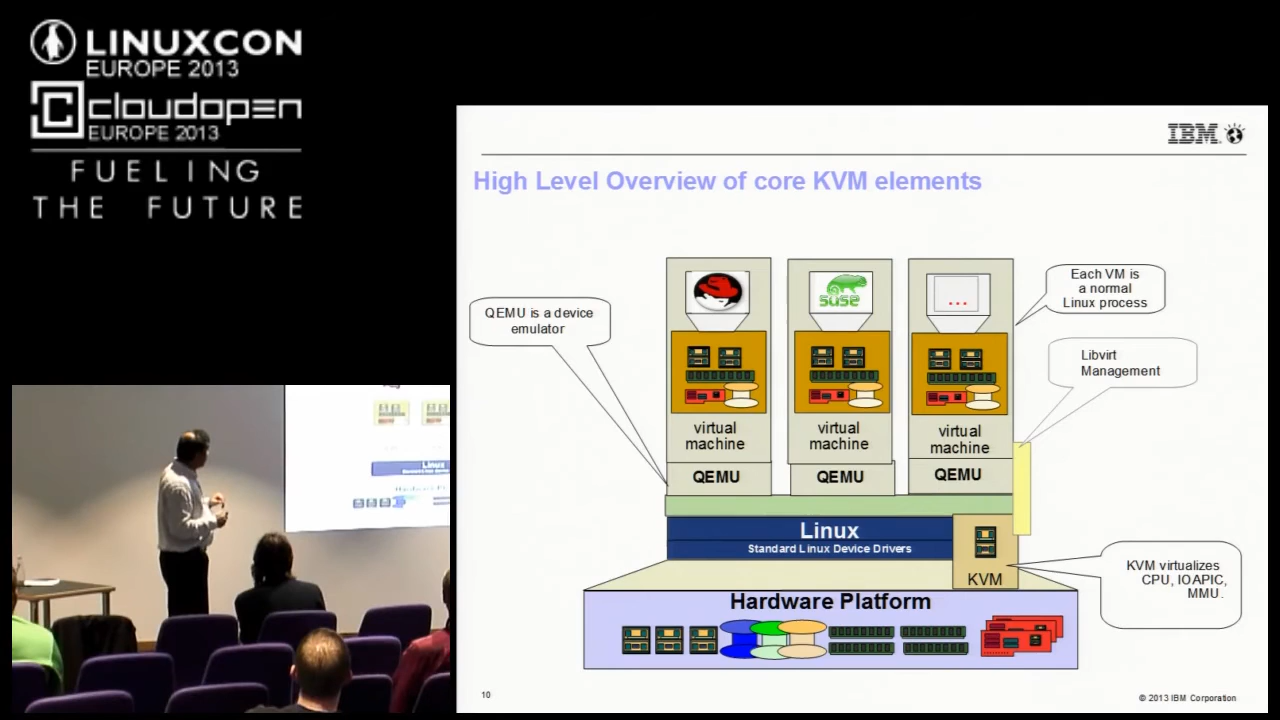 LINUXCON
EUROPE 2013
cloudopen
EUROPE 2013
FUELING
THE FUTURE
IBM
High Level Overview of core KVM elements
Each VM is
a normal
Linux process
QEMU is a device
emulator
suse
...
Libvirt
Management
virtual
machine
virtual
machine
virtual
machine
QEMU
QEMU
QEMU
Linux
Standard Linux Device Drivers
KVM
KVM virtualizes
CPU, IOAPIC,
MMU.
Hardware Platform
10
© 2013 IBM Corporation
Linux